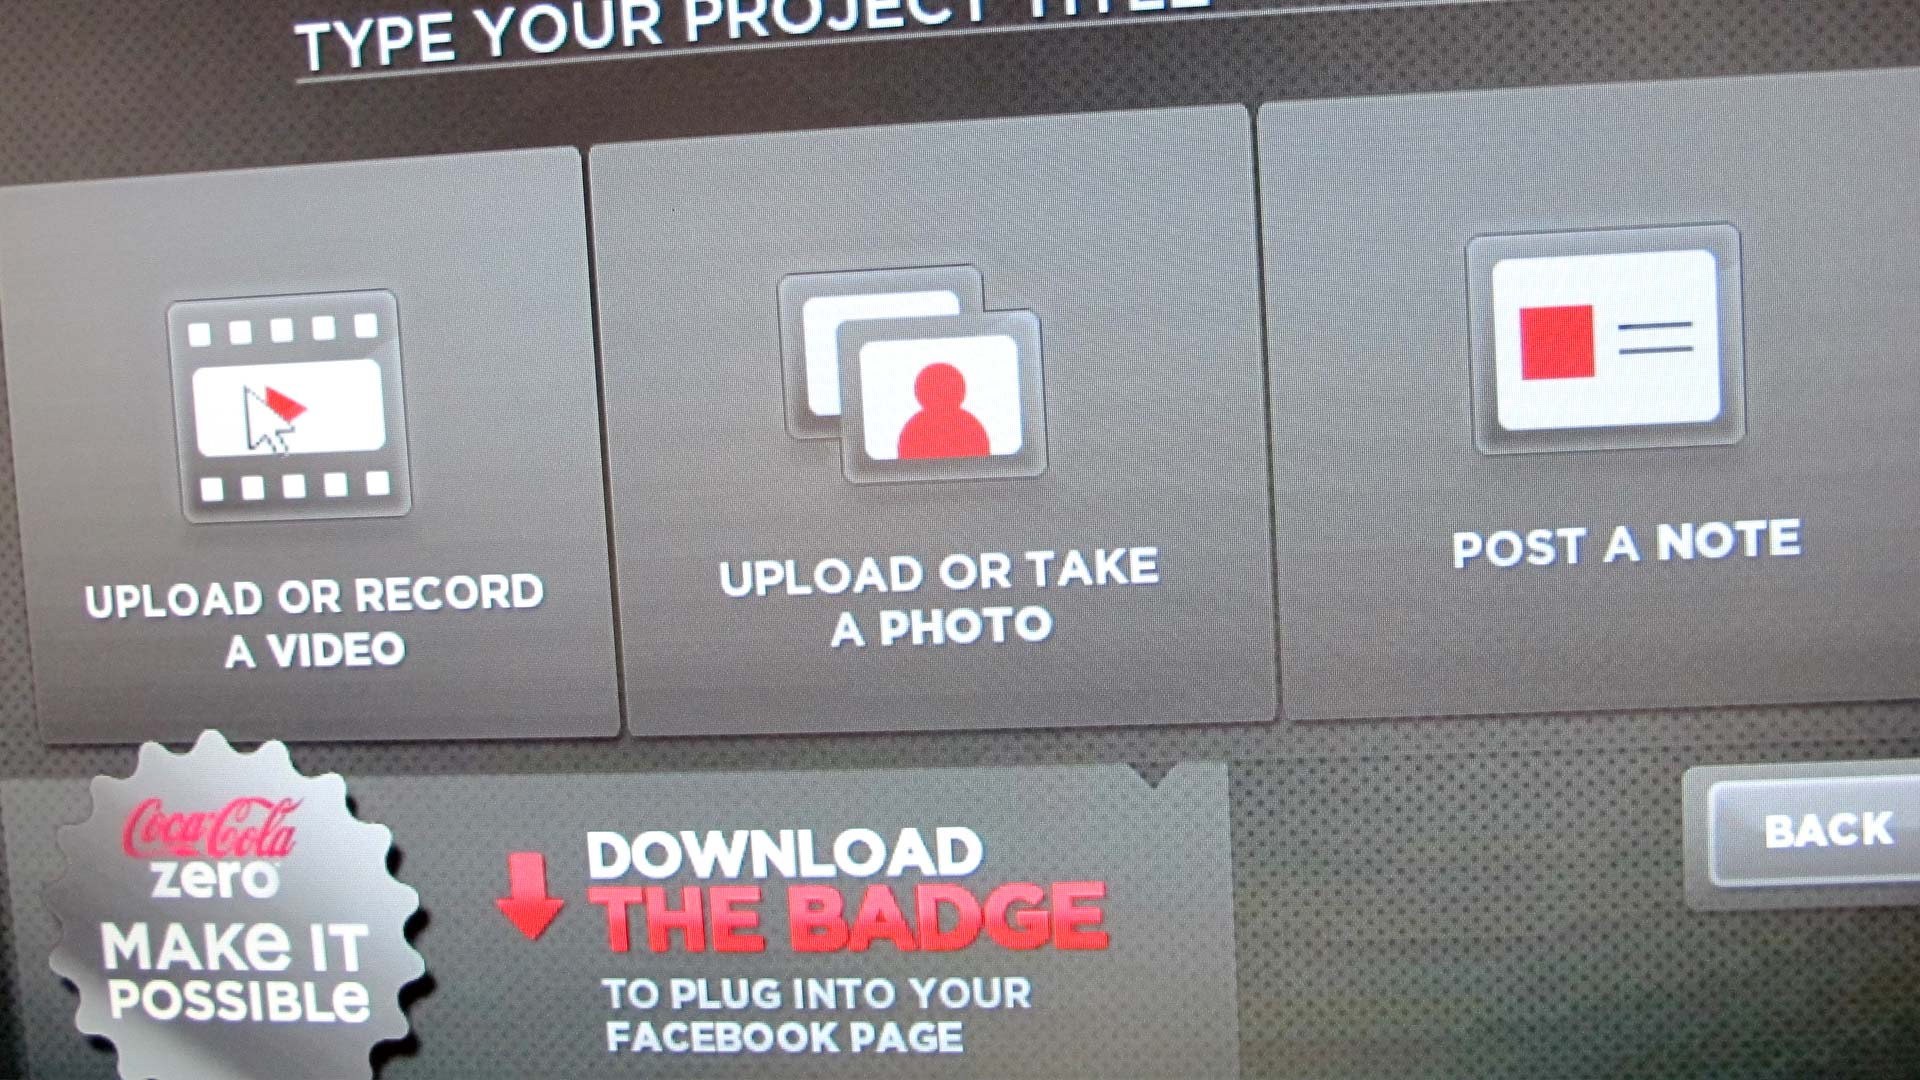 TYPE YOUR PROJECT TITLE
UPLOAD OR RECORD
A VIDEO
UPLOAD OR TAKE
A PHOTO
POST A NOTE
Coca-Cola
zero
MAKe IT
POSSIBLe
DOWNLOAD
THE BADGE
TO PLUG INTO YOUR
FACEBOOK PAGE
BACK